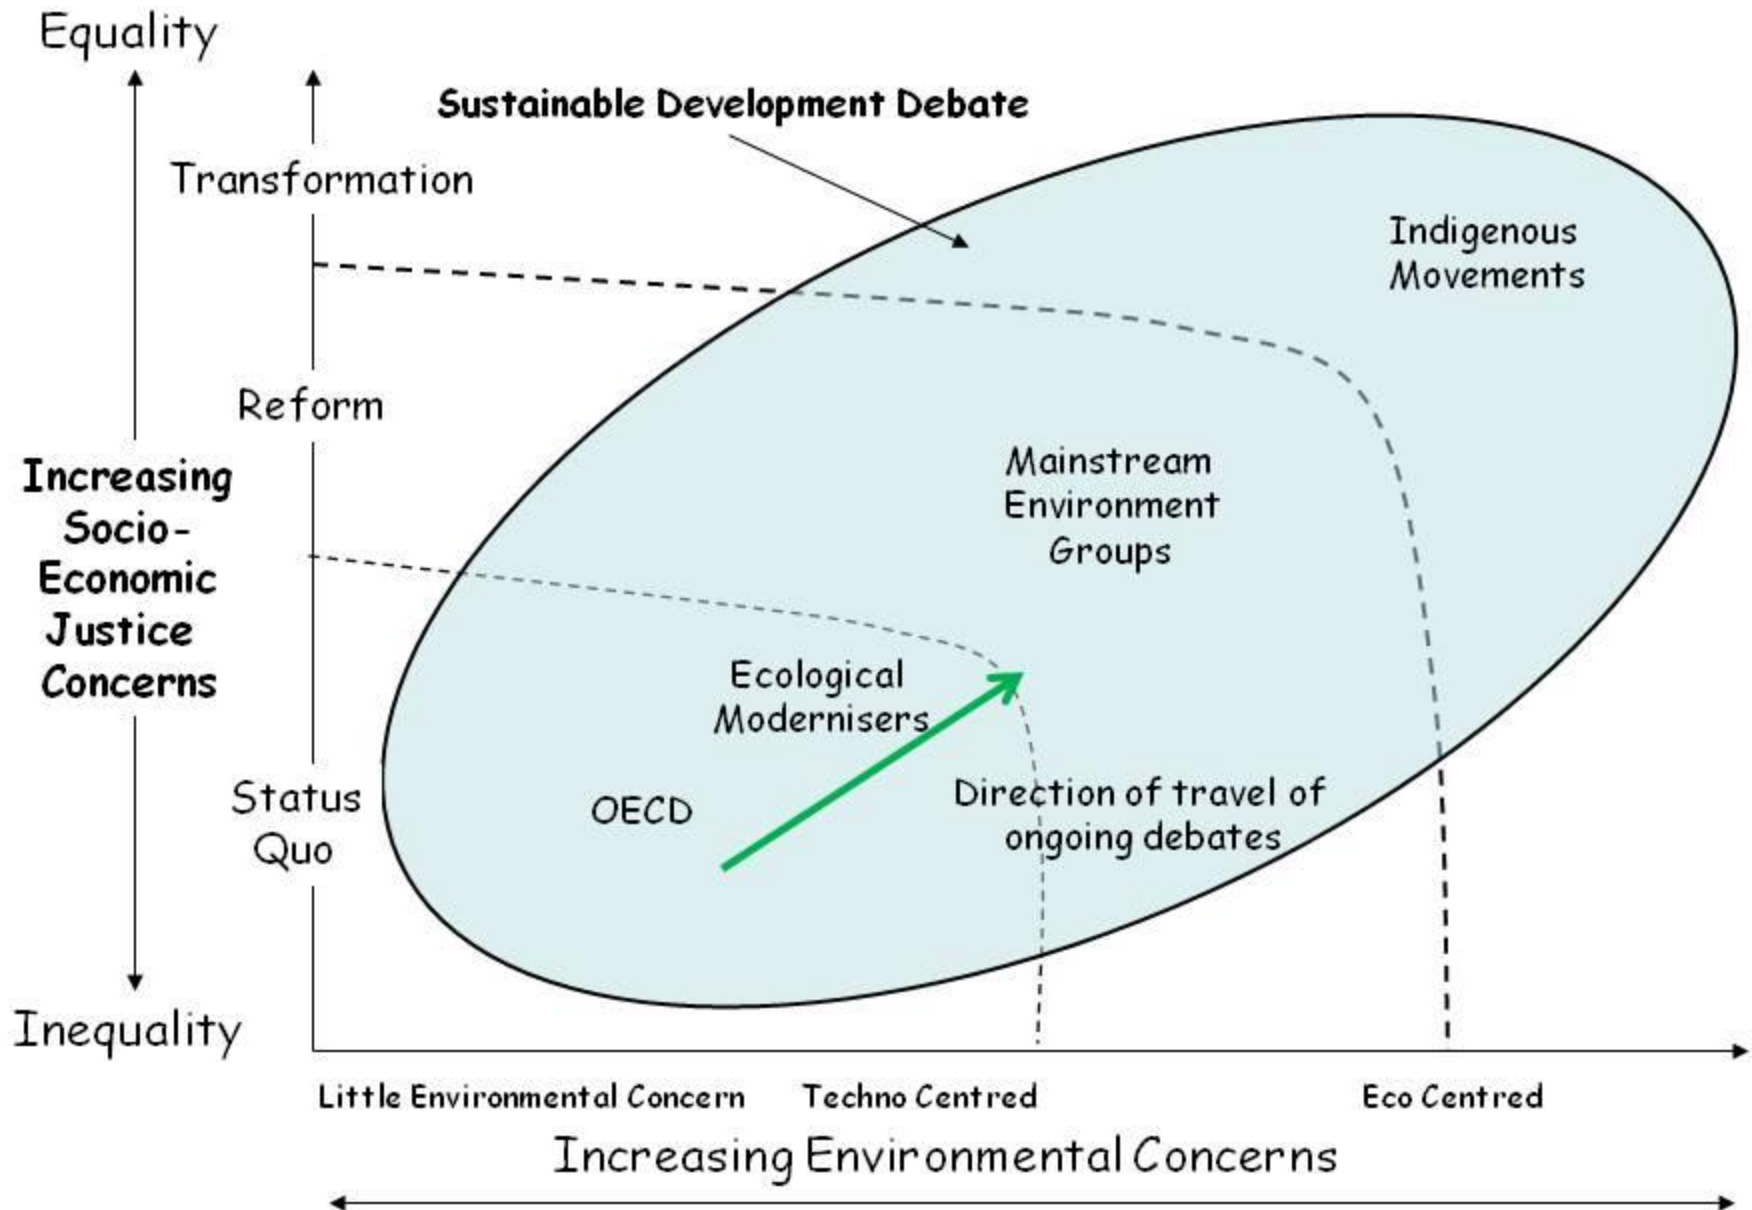 Equality
Sustainable Development Debate
Transformation
Indigenous
Movements
Reform
Mainstream
Environment
Groups
Increasing
Socio-
Economic
Justice
Concerns
Ecological
Modernisers
Status
Quo
OECD
Direction of travel of
ongoing debates
Inequality
Little Environmental Concern
Techno Centred
Eco Centred
Increasing Environmental Concerns